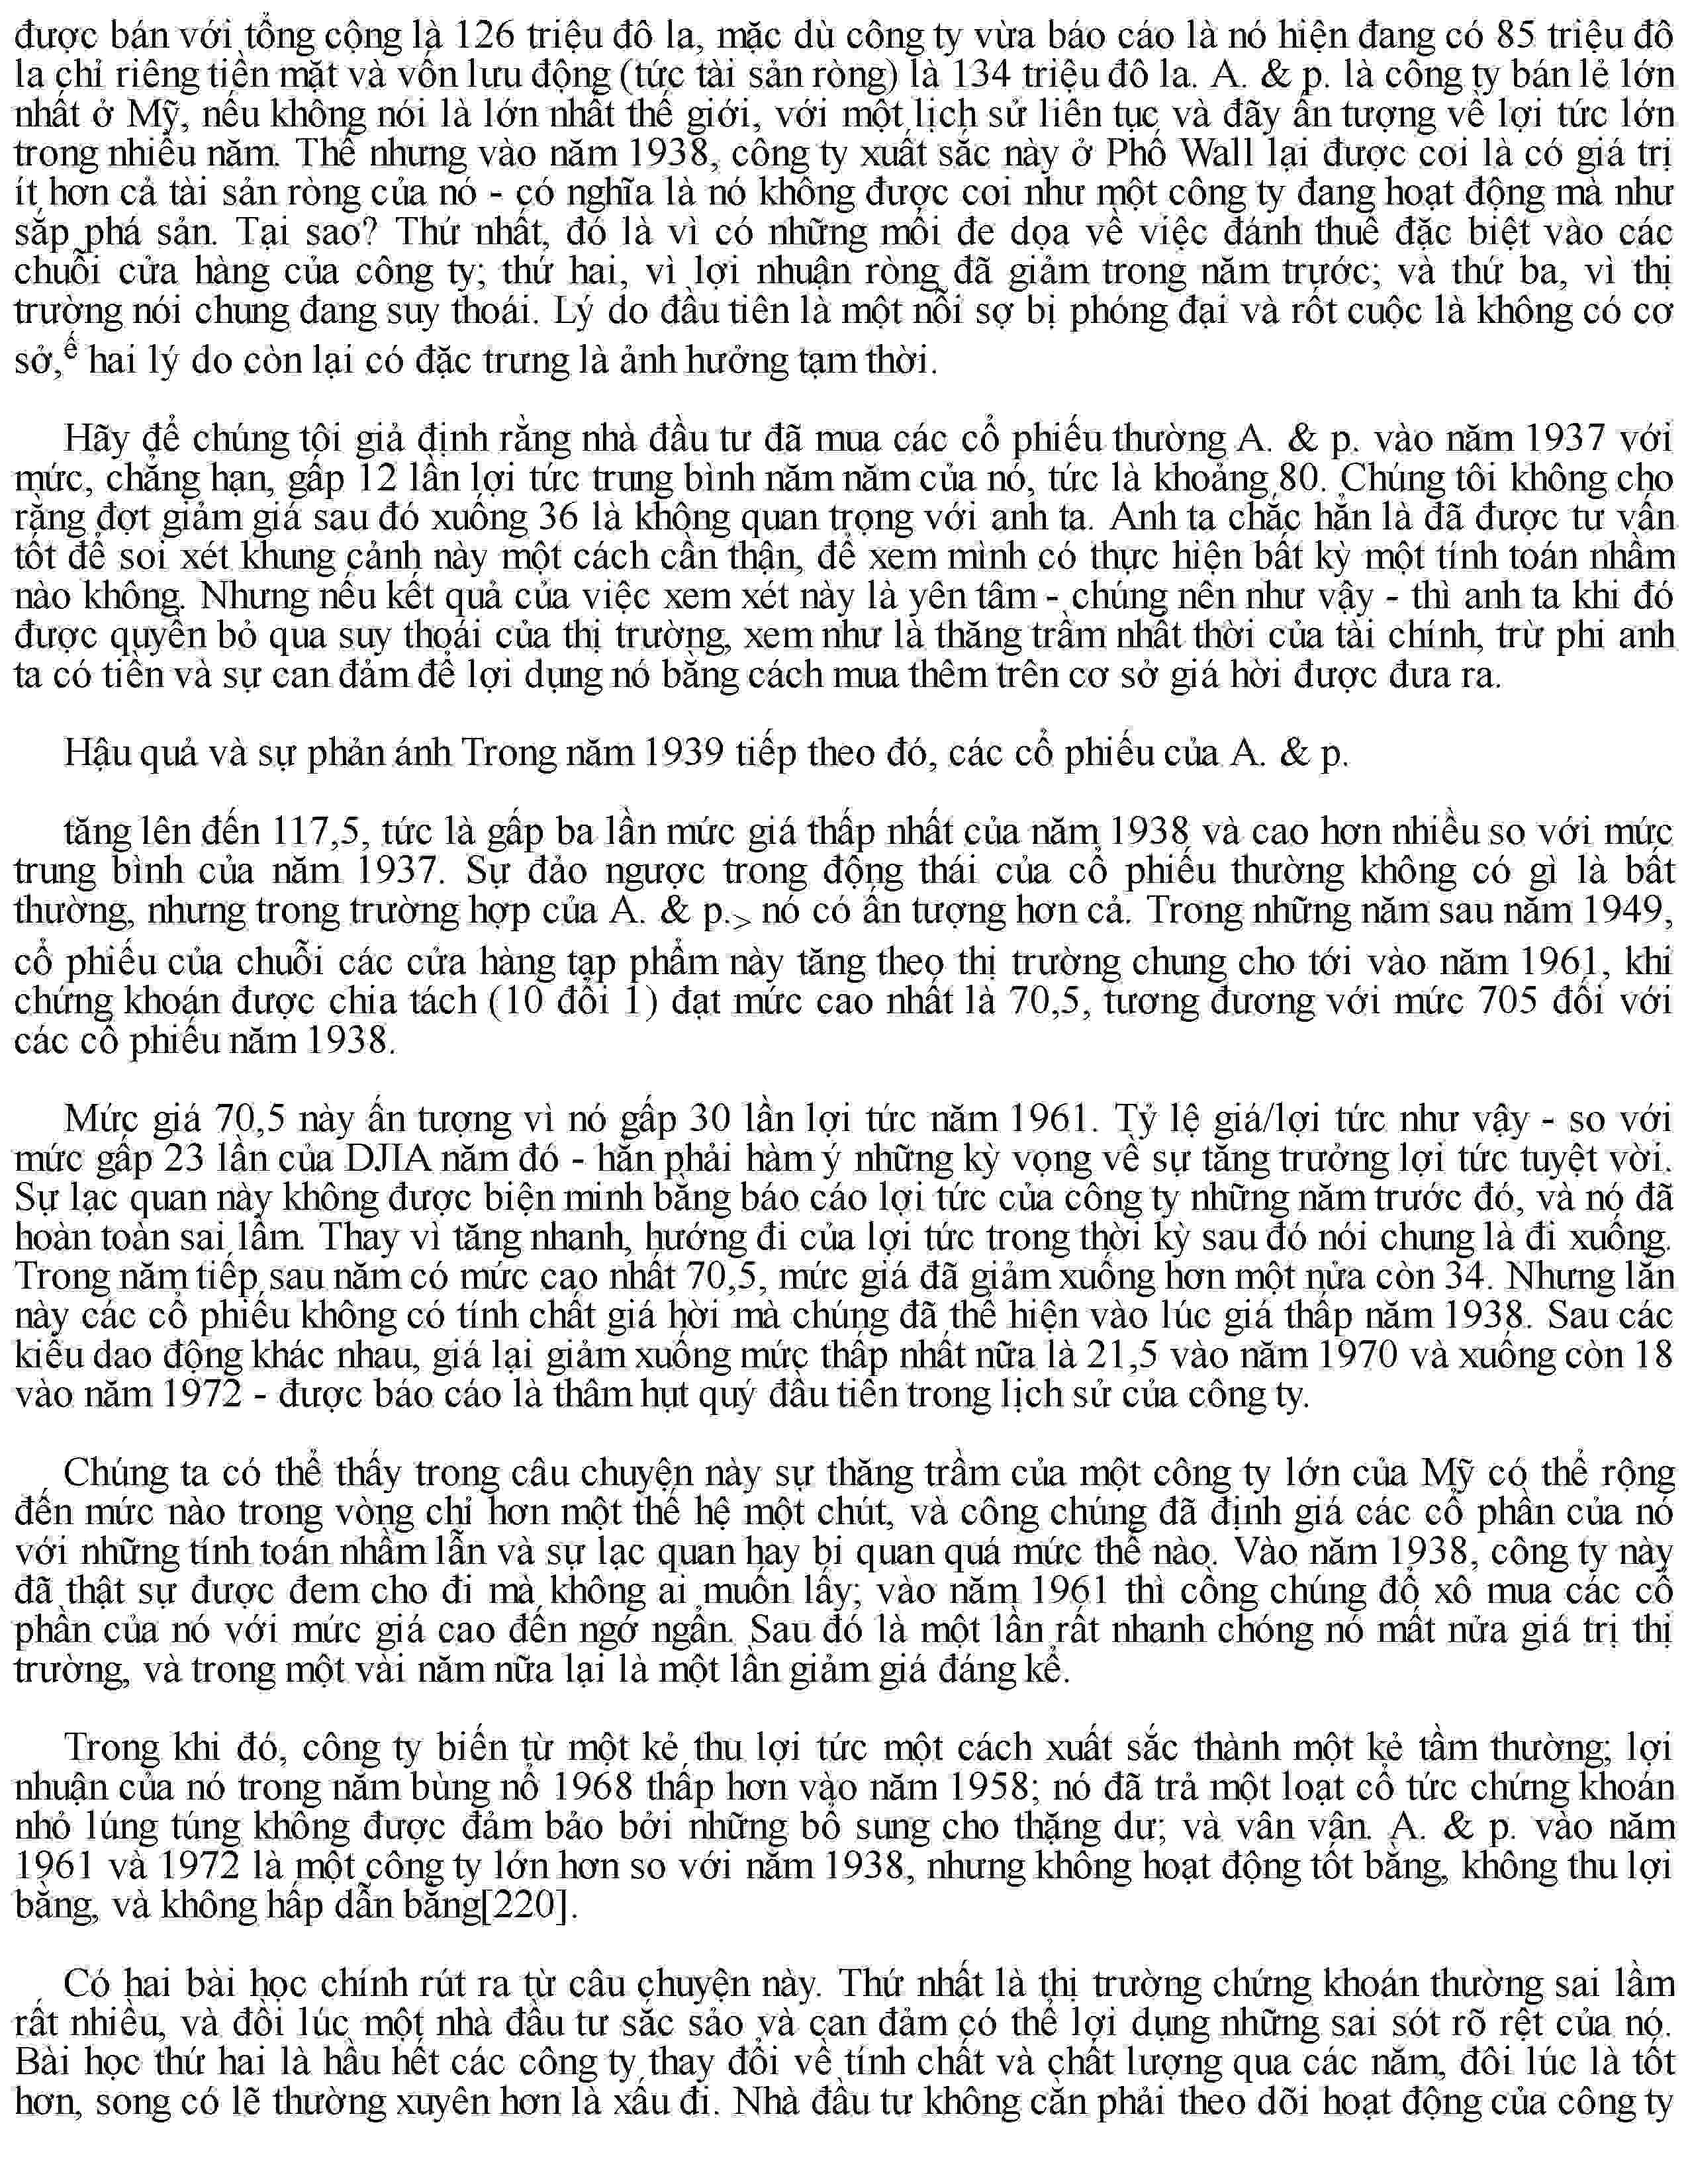 được bán với tổng cộng là 126 triệu đô la, mặc dù công ty vừa báo cáo là nó hiện đang có 85 triệu đô
la chỉ riêng tiền mặt và vốn lưu động (tức tài sản ròng) là 134 triệu đô la. A. & p. là công ty bán lẻ lớn
nhất ở Mỹ, nếu không nói là lớn nhất thế giới, với một lịch sử liên tục và đầy ấn tượng về lợi tức lớn
trong nhiều năm. Thế nhưng vào năm 1938, công ty xuất sắc này ở Phố Wall lại được coi là có giá trị
ít hơn cả tài sản ròng của nó - có nghĩa là nó không được coi như một công ty đang hoạt động mà như
sắp phá sản. Tại sao? Thứ nhất, đó là vì có những mối đe dọa về việc đánh thuế đặc biệt vào các
chuỗi cửa hàng của công ty; thứ hai, vì lợi nhuận ròng đã giảm trong năm trước; và thứ ba, vì thị
trường nói chung đang suy thoái. Lý do đầu tiên là một nỗi sợ bị phóng đại và rốt cuộc là không có cơ
sở,ế hai lý do còn lại có đặc trưng là ảnh hưởng tạm thời.
Hãy để chúng tôi giả định rằng nhà đầu tư đã mua các cổ phiếu thường A. & p. vào năm 1937 với
mức, chẳng hạn, gấp 12 lần lợi tức trung bình năm năm của nó, tức là khoảng 80. Chúng tôi không cho
rằng đợt giảm giá sau đó xuống 36 là không quan trọng với anh ta. Anh ta chắc hẳn là đã được tư vấn
tốt để soi xét khung cảnh này một cách cẩn thận, để xem mình có thực hiện bất kỳ một tính toán nhầm
nào không. Nhưng nếu kết quả của việc xem xét này là yên tâm - chúng nên như vậy - thì anh ta khi đó
được quyền bỏ qua suy thoái của thị trường, xem như là thăng trầm nhất thời của tài chính, trừ phi anh
ta có tiền và sự can đảm để lợi dụng nó bằng cách mua thêm trên cơ sở giá hời được đưa ra.
Hậu quả và sự phản ánh Trong năm 1939 tiếp theo đó, các cổ phiếu của A. & p.
tăng lên đến 117,5, tức là gấp ba lần mức giá thấp nhất của năm 1938 và cao hơn nhiều so với mức
trung bình của năm 1937. Sự đảo ngược trong động thái của cổ phiếu thường không có gì là bất
thường, nhưng trong trường hợp của A. & p.> nó có ấn tượng hơn cả. Trong những năm sau năm 1949,
cổ phiếu của chuỗi các cửa hàng tạp phẩm này tăng theo thị trường chung cho tới vào năm 1961, khi
chứng khoán được chia tách (10 đổi 1) đạt mức cao nhất là 70,5, tương đương với mức 705 đối với
các cổ phiếu năm 1938.
Mức giá 70,5 này ấn tượng vì nó gấp 30 lần lợi tức năm 1961. Tỷ lệ giá/lợi tức như vậy - so với
mức gấp 23 lần của DJIA năm đó - hẳn phải hàm ý những kỳ vọng về sự tăng trưởng lợi tức tuyệt vời.
Sự lạc quan này không được biện minh bằng báo cáo lợi tức của công ty những năm trước đó, và nó đã
hoàn toàn sai lầm. Thay vì tăng nhanh, hướng đi của lợi tức trong thời kỳ sau đó nói chung là đi xuống.
Trong năm tiếp sau năm có mức cao nhất 70,5, mức giá đã giảm xuống hơn một nửa còn 34. Nhưng lần
này các cổ phiếu không có tính chất giá hời mà chúng đã thể hiện vào lúc giá thấp năm 1938. Sau các
kiểu dao động khác nhau, giá lại giảm xuống mức thấp nhất nữa là 21,5 vào năm 1970 và xuống còn 18
vào năm 1972 - được báo cáo là thâm hụt quý đầu tiên trong lịch sử của công ty.
Chúng ta có thể thấy trong câu chuyện này sự thăng trầm của một công ty lớn của Mỹ có thể rộng
đến mức nào trong vòng chỉ hơn một thế hệ một chút, và công chúng đã định giá các cổ phần của nó
với những tính toán nhầm lẫn và sự lạc quan hay bi quan quá mức thế nào. Vào năm 1938, công ty này
đã thật sự được đem cho đi mà không ai muốn lấy; vào năm 1961 thì công chúng đổ xô mua các cổ
phần của nó với mức giá cao đến ngớ ngẩn. Sau đó là một lần rất nhanh chóng nó mất nửa giá trị thị
trường, và trong một vài năm nữa lại là một lần giảm giá đáng kể.
Trong khi đó, công ty biến từ một kẻ thu lợi tức một cách xuất sắc thành một kẻ tầm thường; lợi
nhuận của nó trong năm bùng nổ 1968 thấp hơn vào năm 1958; nó đã trả một loạt cổ tức chứng khoán
nhỏ lúng túng không được đảm bảo bởi những bổ sung cho thặng dư; và vân vân. A. & p. vào năm
1961 và 1972 là một công ty lớn hơn so với năm 1938, nhưng không hoạt động tốt bằng, không thu lợi
bằng, và không hấp dẫn bằng[220].
Có hai bài học chính rút ra từ câu chuyện này. Thứ nhất là thị trường chứng khoán thường sai lầm
rất nhiều, và đôi lúc một nhà đầu tư sắc sảo và can đảm có thể lợi dụng những sai sót rõ rệt của nó.
Bài học thứ hai là hầu hết các công ty thay đổi về tính chất và chất lượng qua các năm, đôi lúc là tốt
hơn, song có lẽ thường xuyên hơn là xấu đi. Nhà đầu tư không cần phải theo dõi hoạt động của công ty